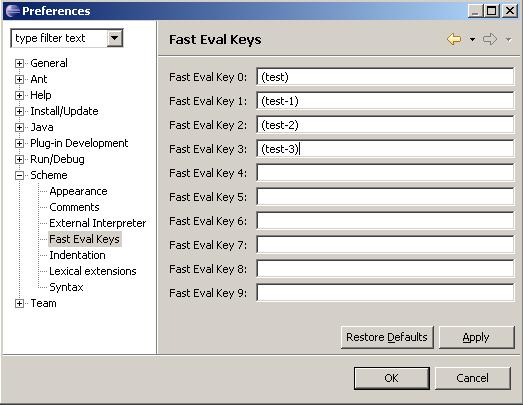 Preferences
type filter text
General
Ant
Help
Install/Update
Java
Plug-in Development
Run/Debug
Scheme
Appearance
Comments
External Interpreter
Fast Eval Keys
Indentation
Lexical extensions
Syntax
Team
Fast Eval Keys
Fast Eval Key 0: (test)
Fast Eval Key 1: (test-1)
Fast Eval Key 2: (test-2)
Fast Eval Key 3: (test-3)
Fast Eval Key 4:
Fast Eval Key 5:
Fast Eval Key 6:
Fast Eval Key 7:
Fast Eval Key 8:
Fast Eval Key 9:
Restore Defaults Apply
OK Cancel